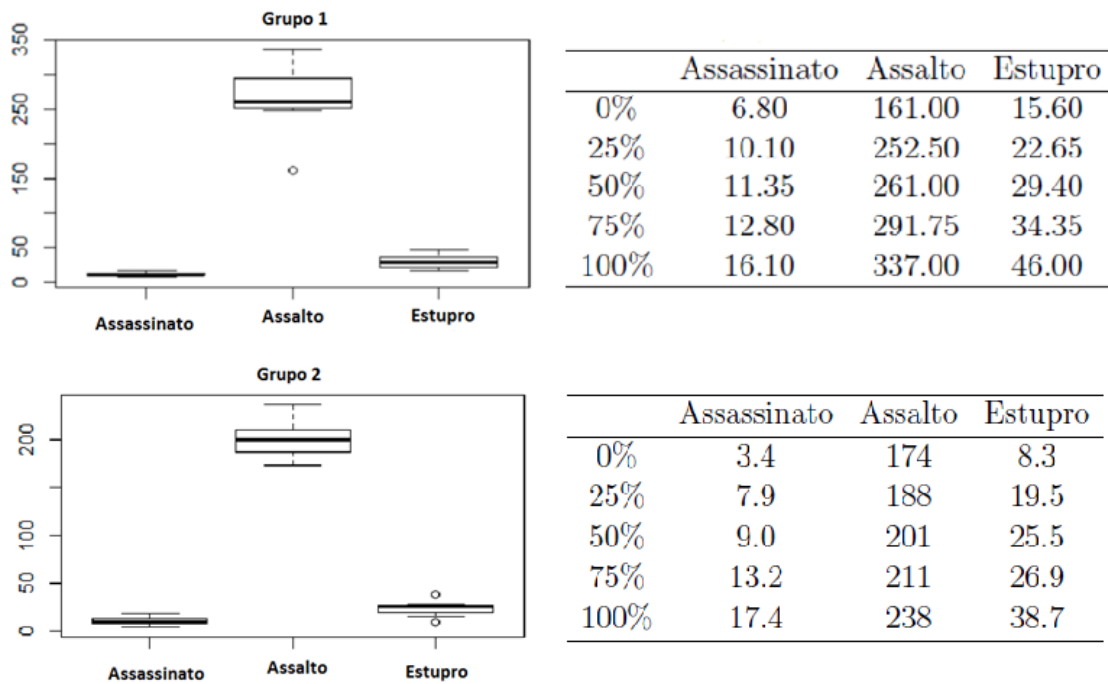 Grupo 1
350
250
150
50
0
Assassinato Assalto Estupro
Assassinato Assalto Estupro
0% 6.80 161.00 15.60
25% 10.10 252.50 22.65
50% 11.35 261.00 29.40
75% 12.80 291.75 34.35
100% 16.10 337.00 46.00
Grupo 2
200
100
50
0
Assassinato Assalto Estupro
Assassinato Assalto Estupro
0% 3.4 174 8.3
25% 7.9 188 19.5
50% 9.0 201 25.5
75% 13.2 211 26.9
100% 17.4 238 38.7